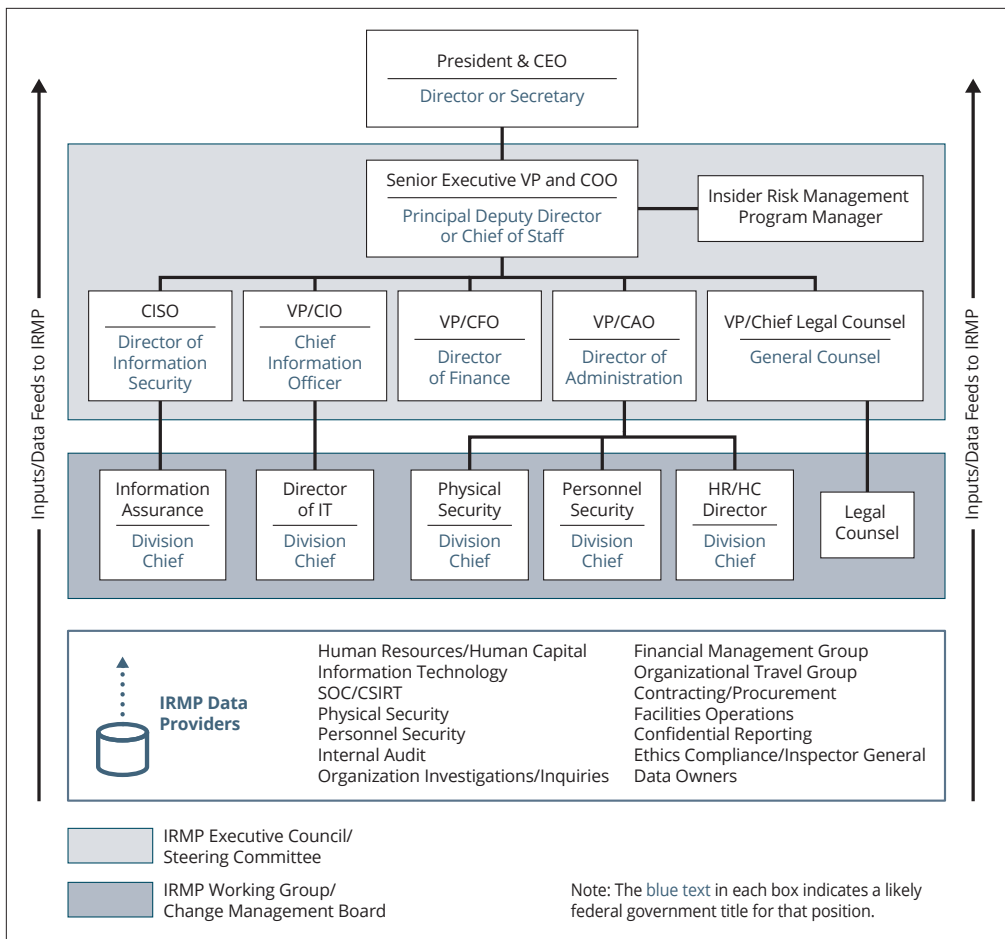 President & CEO
Director or Secretary
Senior Executive VP and COO
Principal Deputy Director
or Chief of Staff
Insider Risk Management
Program Manager
CISO
Director of
Information
Security
VP/CIO
Chief
Information
Officer
VP/CFO
Director
of Finance
VP/CAO
Director of
Administration
VP/Chief Legal Counsel
General Counsel
Inputs/Data Feeds to IRMP
Inputs/Data Feeds to IRMP
Information
Assurance
Division
Chief
Director
of IT
Division
Chief
Physical
Security
Division
Chief
Personnel
Security
Division
Chief
HR/HC
Director
Division
Chief
Legal
Counsel
IRMP Data
Providers
Human Resources/Human Capital
Information Technology
SOC/CSIRT
Physical Security
Personnel Security
Internal Audit
Organization Investigations/Inquiries
Financial Management Group
Organizational Travel Group
Contracting/Procurement
Facilities Operations
Confidential Reporting
Ethics Compliance/Inspector General
Data Owners
IRMP Executive Council/
Steering Committee
IRMP Working Group/
Change Management Board
Note: The blue text in each box indicates a likely
federal government title for that position.